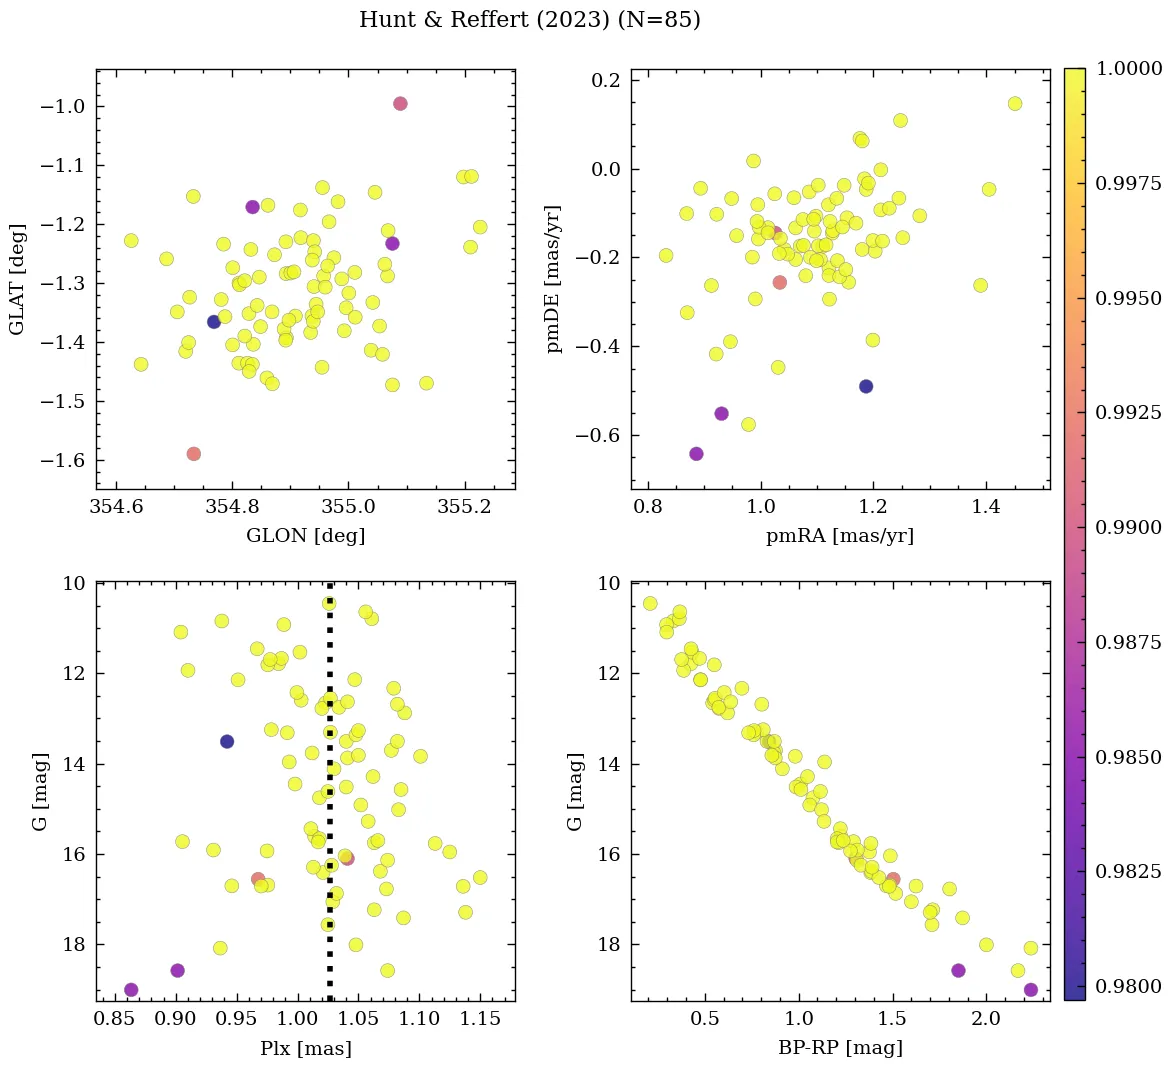 Hunt & Reffert (2023) (N=85)
−1.0
−1.1
−1.2
−1.3
−1.4
−1.5
−1.6
GLAT [deg]
354.6 354.8 355.0 355.2
GLON [deg]
0.2
0.0
−0.2
−0.4
−0.6
pmDE [mas/yr]
0.8 1.0 1.2 1.4
pmRA [mas/yr]
1.0000
0.9975
0.9950
0.9925
0.9900
0.9875
0.9850
0.9825
0.9800
10
12
14
16
18
G [mag]
0.85 0.90 0.95 1.00 1.05 1.10 1.15
Plx [mas]
10
12
14
16
18
G [mag]
0.5 1.0 1.5 2.0
BP-RP [mag]